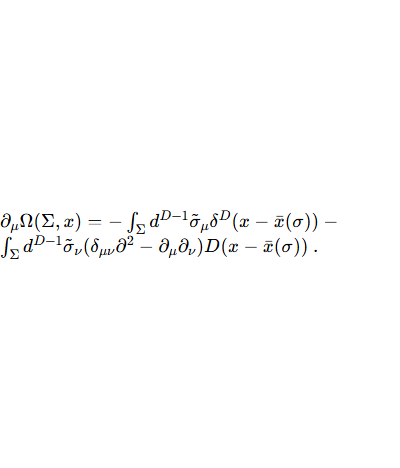 ∂_μΩ(Σ, x) = − ∫_Σ d^{D−1}σ̃_μ δ^D(x − x̄(σ)) −
∫_Σ d^{D−1}σ̃_ν(δ_{μν}∂² − ∂_μ∂_ν)D(x − x̄(σ)) .